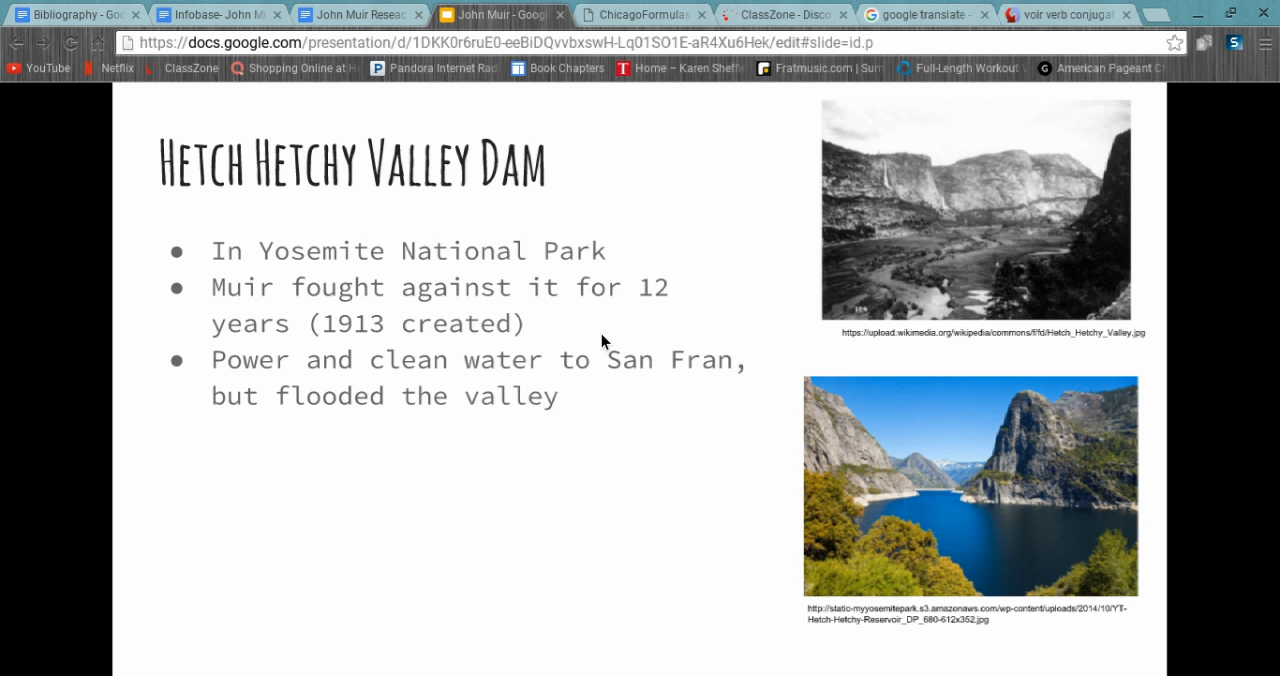 Bibliography - Goo
Infobase- John M
John Muir Reseac
John Muir - Goog
ChicagoFormulas
ClassZone - Disco
google translate -
voir verb conjugat
https://docs.google.com/presentation/d/1DKK0r6ruE0-eeBiDQvvbxswH-Lq01SO1E-aR4Xu6Hek/edit#slide=id.p
YouTube
Netflix
ClassZone
Shopping Online at H
Pandora Internet Rad
Book Chapters
Home – Karen Sheff
Fratmusic.com | Sum
Full-Length Workout
American Pageant C
HETCH HETCHY VALLEY DAM
● In Yosemite National Park
● Muir fought against it for 12
years (1913 created)
● Power and clean water to San Fran,
but flooded the valley
https://upload.wikimedia.org/wikipedia/commons/f/fd/Hetch_Hetchy_Valley.jpg
http://static-myyosemitepark.s3.amazonaws.com/wp-content/uploads/2014/10/YT-
Hetch-Hetchy-Reservoir_DP_680-612x352.jpg